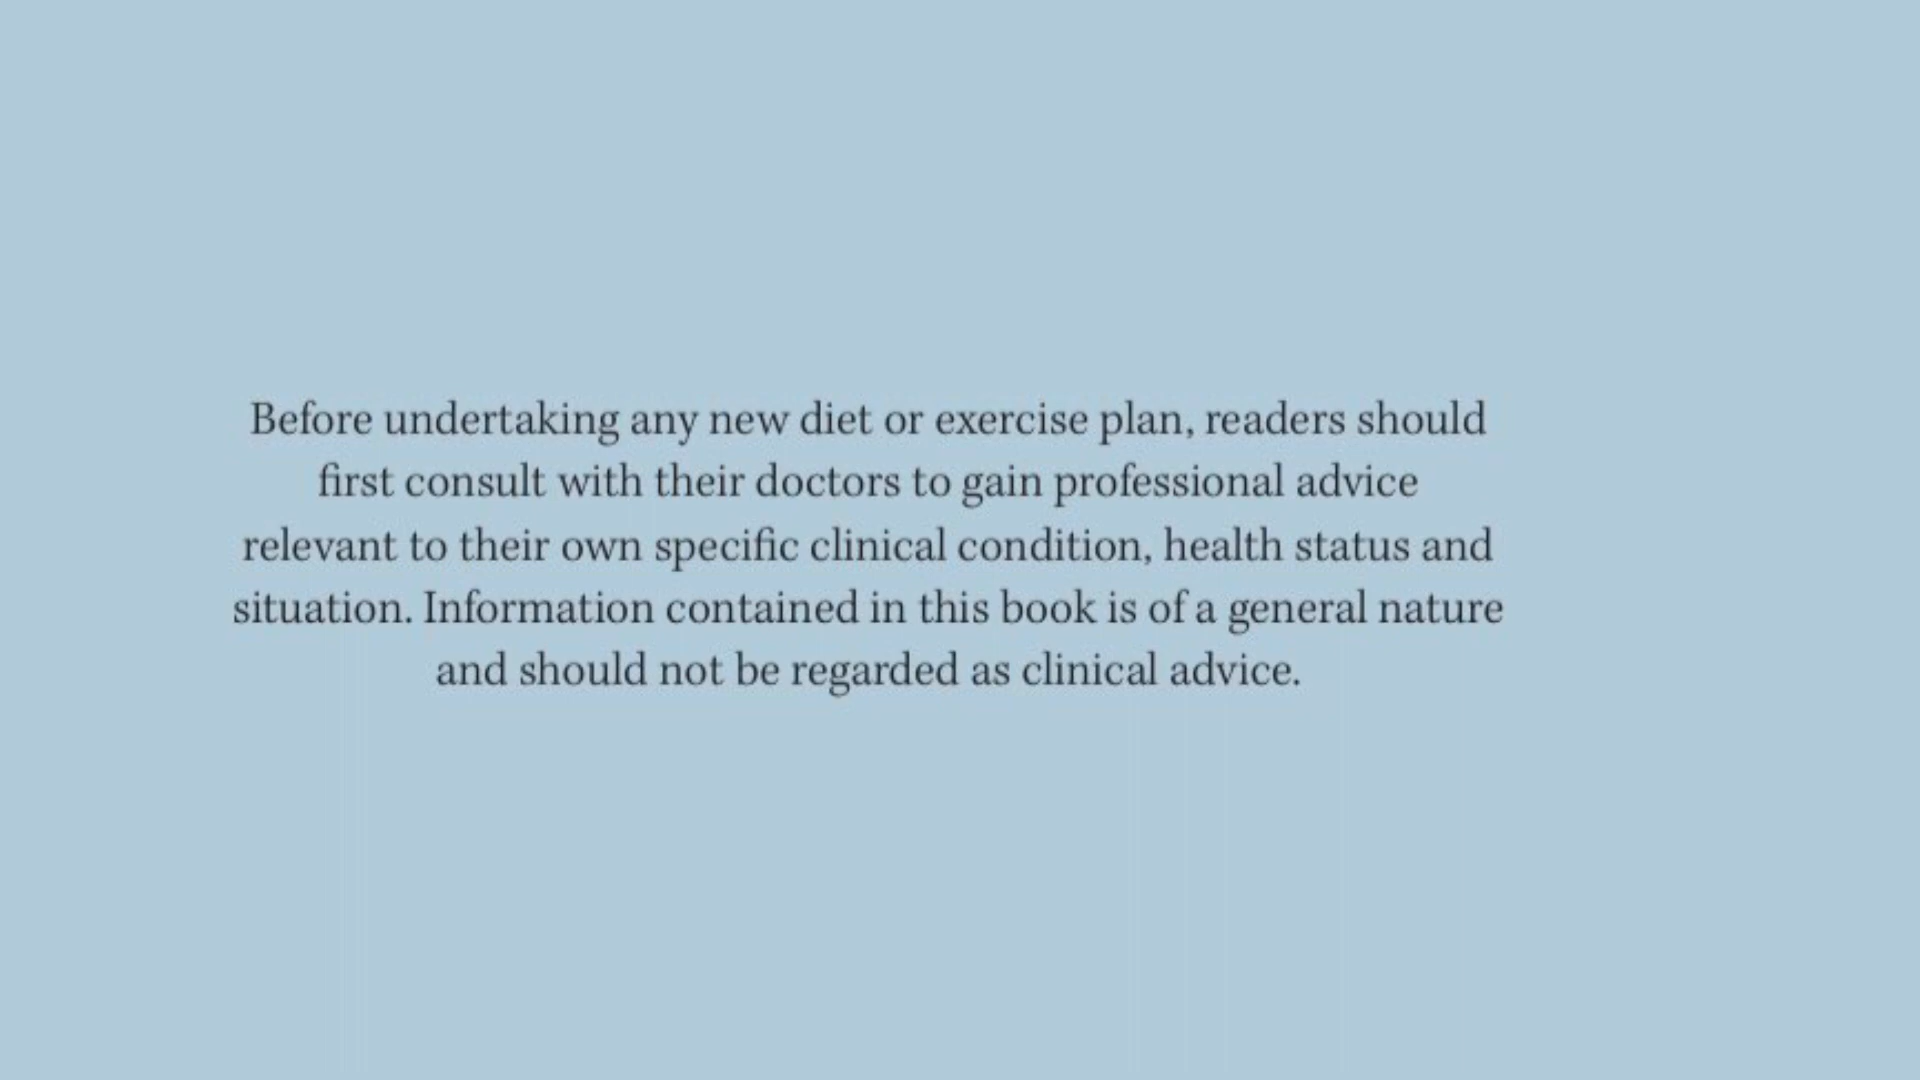 Before undertaking any new diet or exercise plan, readers should
first consult with their doctors to gain professional advice
relevant to their own specific clinical condition, health status and
situation. Information contained in this book is of a general nature
and should not be regarded as clinical advice.